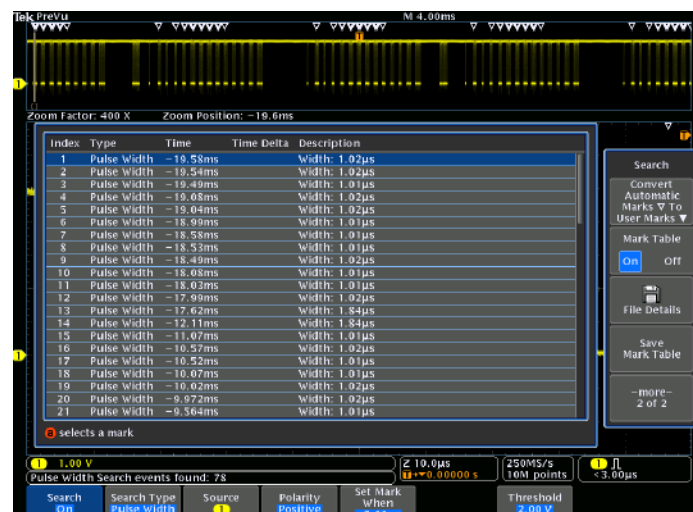 Tek PreVu
M 4.00ms
1
Zoom Factor: 400 X Zoom Position: −19.6ms
Index Type Time Time Delta Description
1 Pulse Width −19.58ms Width: 1.02µs
2 Pulse Width −19.54ms Width: 1.02µs
3 Pulse Width −19.49ms Width: 1.01µs
4 Pulse Width −19.08ms Width: 1.02µs
5 Pulse Width −19.04ms Width: 1.02µs
6 Pulse Width −18.99ms Width: 1.01µs
7 Pulse Width −18.58ms Width: 1.01µs
8 Pulse Width −18.53ms Width: 1.01µs
9 Pulse Width −18.49ms Width: 1.02µs
10 Pulse Width −18.08ms Width: 1.01µs
11 Pulse Width −18.03ms Width: 1.01µs
12 Pulse Width −17.99ms Width: 1.02µs
13 Pulse Width −17.62ms Width: 1.84µs
14 Pulse Width −12.11ms Width: 1.84µs
15 Pulse Width −11.07ms Width: 1.01µs
16 Pulse Width −10.57ms Width: 1.02µs
17 Pulse Width −10.52ms Width: 1.01µs
18 Pulse Width −10.07ms Width: 1.01µs
19 Pulse Width −10.02ms Width: 1.02µs
20 Pulse Width −9.972ms Width: 1.02µs
21 Pulse Width −9.564ms Width: 1.01µs
B selects a mark
1
Search
Convert
Automatic
Marks ▽ To
User Marks ▼
Mark Table
On Off
File Details
Save
Mark Table
−more−
2 of 2
1 1.00 V
Z 10.0µs
T→▼0.00000 s
250MS/s
10M points
1
<3.00µs
Pulse Width Search events found: 78
Search
On
Search Type
Pulse Width
Source
1
Polarity
Positive
Set Mark
When
Threshold
2.00 V